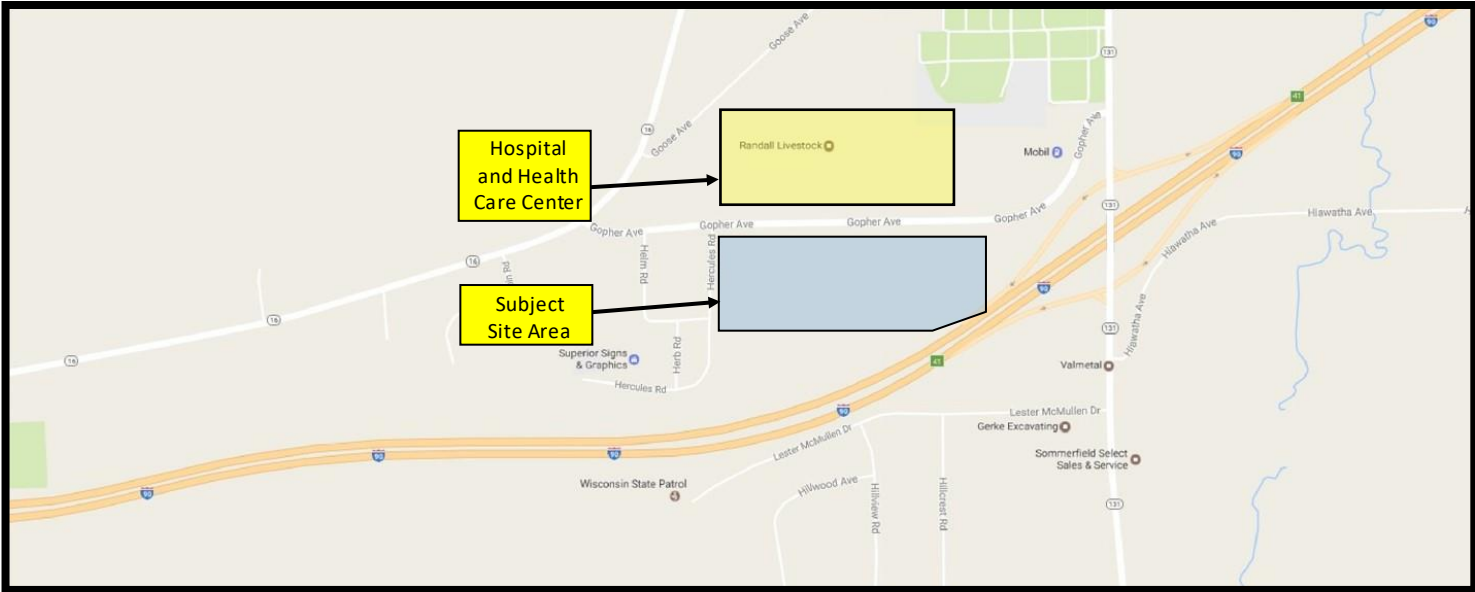 Goose Ave
90
131
41
16
Goose Ave
Gopher Ave
Hospital
and Health
Care Center
Randall Livestock
Mobil
90
131
Gopher Ave
Gopher Ave
Gopher Ave
Gopher Ave
Hiawatha Ave
Hiawatha Ave
16
Helm Rd
Hercules Rd
Subject
Site Area
90
16
131
Hiawatha Ave
16
Superior Signs
& Graphics
Herb Rd
41
Valmetal
Hercules Rd
90
Lester McMullen Dr
Lester McMullen Dr
Gerke Excavating
90
90
Sommerfield Select
Sales & Service
Wisconsin State Patrol
90
Hillwood Ave
Hillview Rd
Hillcrest Rd
131